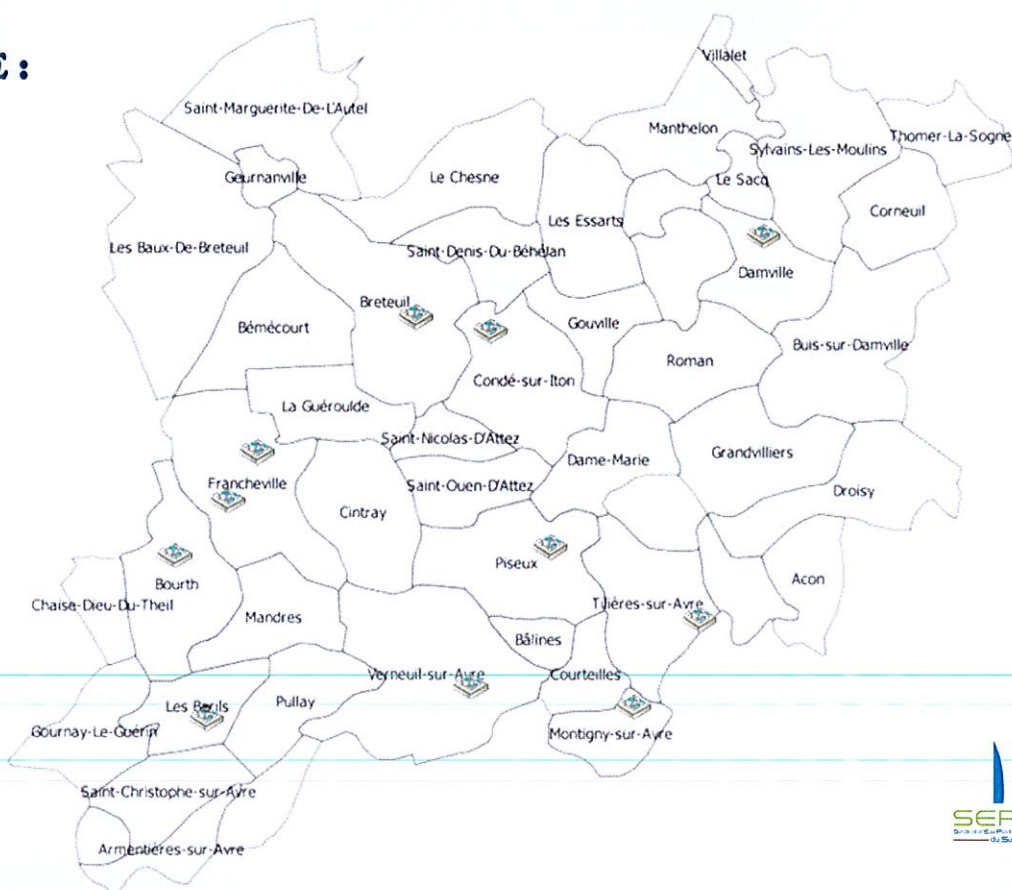 E :
Villalet
Saint-Marguerite-De-L'Autel
Manthelon
Thomer-La-Sogne
Sylvains-Les-Moulins
Geurnanville
Le Chesne
Le Sacq
Corneuil
Les Essarts
Les Baux-De-Breteuil
Saint-Denis-Du-Béhélan
Damville
Breteuil
Gouville
Bémécourt
Buis-sur-Damville
Roman
Condé-sur-Iton
La Guéroulde
Saint-Nicolas-D'Attez
Dame-Marie
Grandvilliers
Francheville
Saint-Ouen-D'Attez
Droisy
Cintray
Piseux
Acon
Bourth
Chaise-Dieu-Du-Theil
Tilières-sur-Avre
Mandres
Bâlines
Verneuil-sur-Avre
Courteilles
Les Barils
Pullay
Gournay-Le-Guérin
Montigny-sur-Avre
Saint-Christophe-sur-Avre
Armentières-sur-Avre